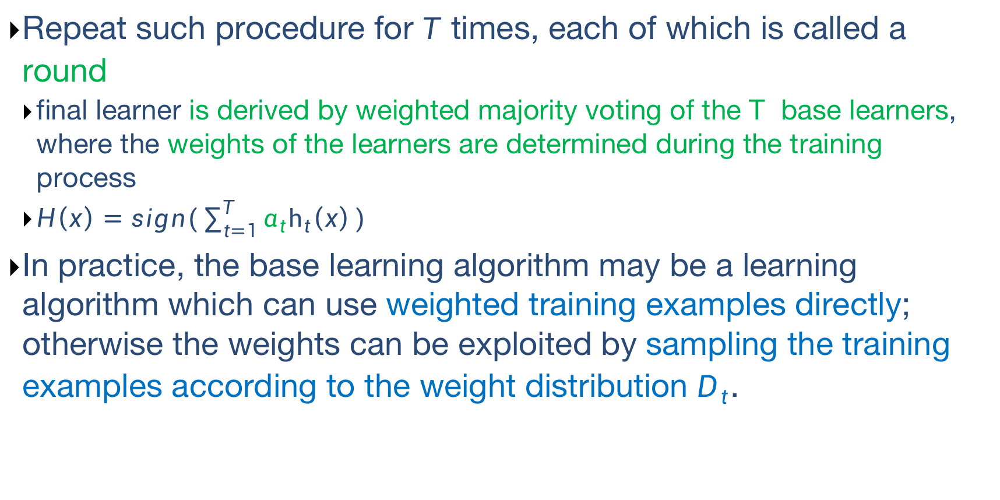 Repeat such procedure for T times, each of which is called a
round
final learner is derived by weighted majority voting of the T base learners,
where the weights of the learners are determined during the training
process
H(x) = sign( ∑_{t=1}^{T} a_t h_t(x) )
In practice, the base learning algorithm may be a learning
algorithm which can use weighted training examples directly;
otherwise the weights can be exploited by sampling the training
examples according to the weight distribution D_t.